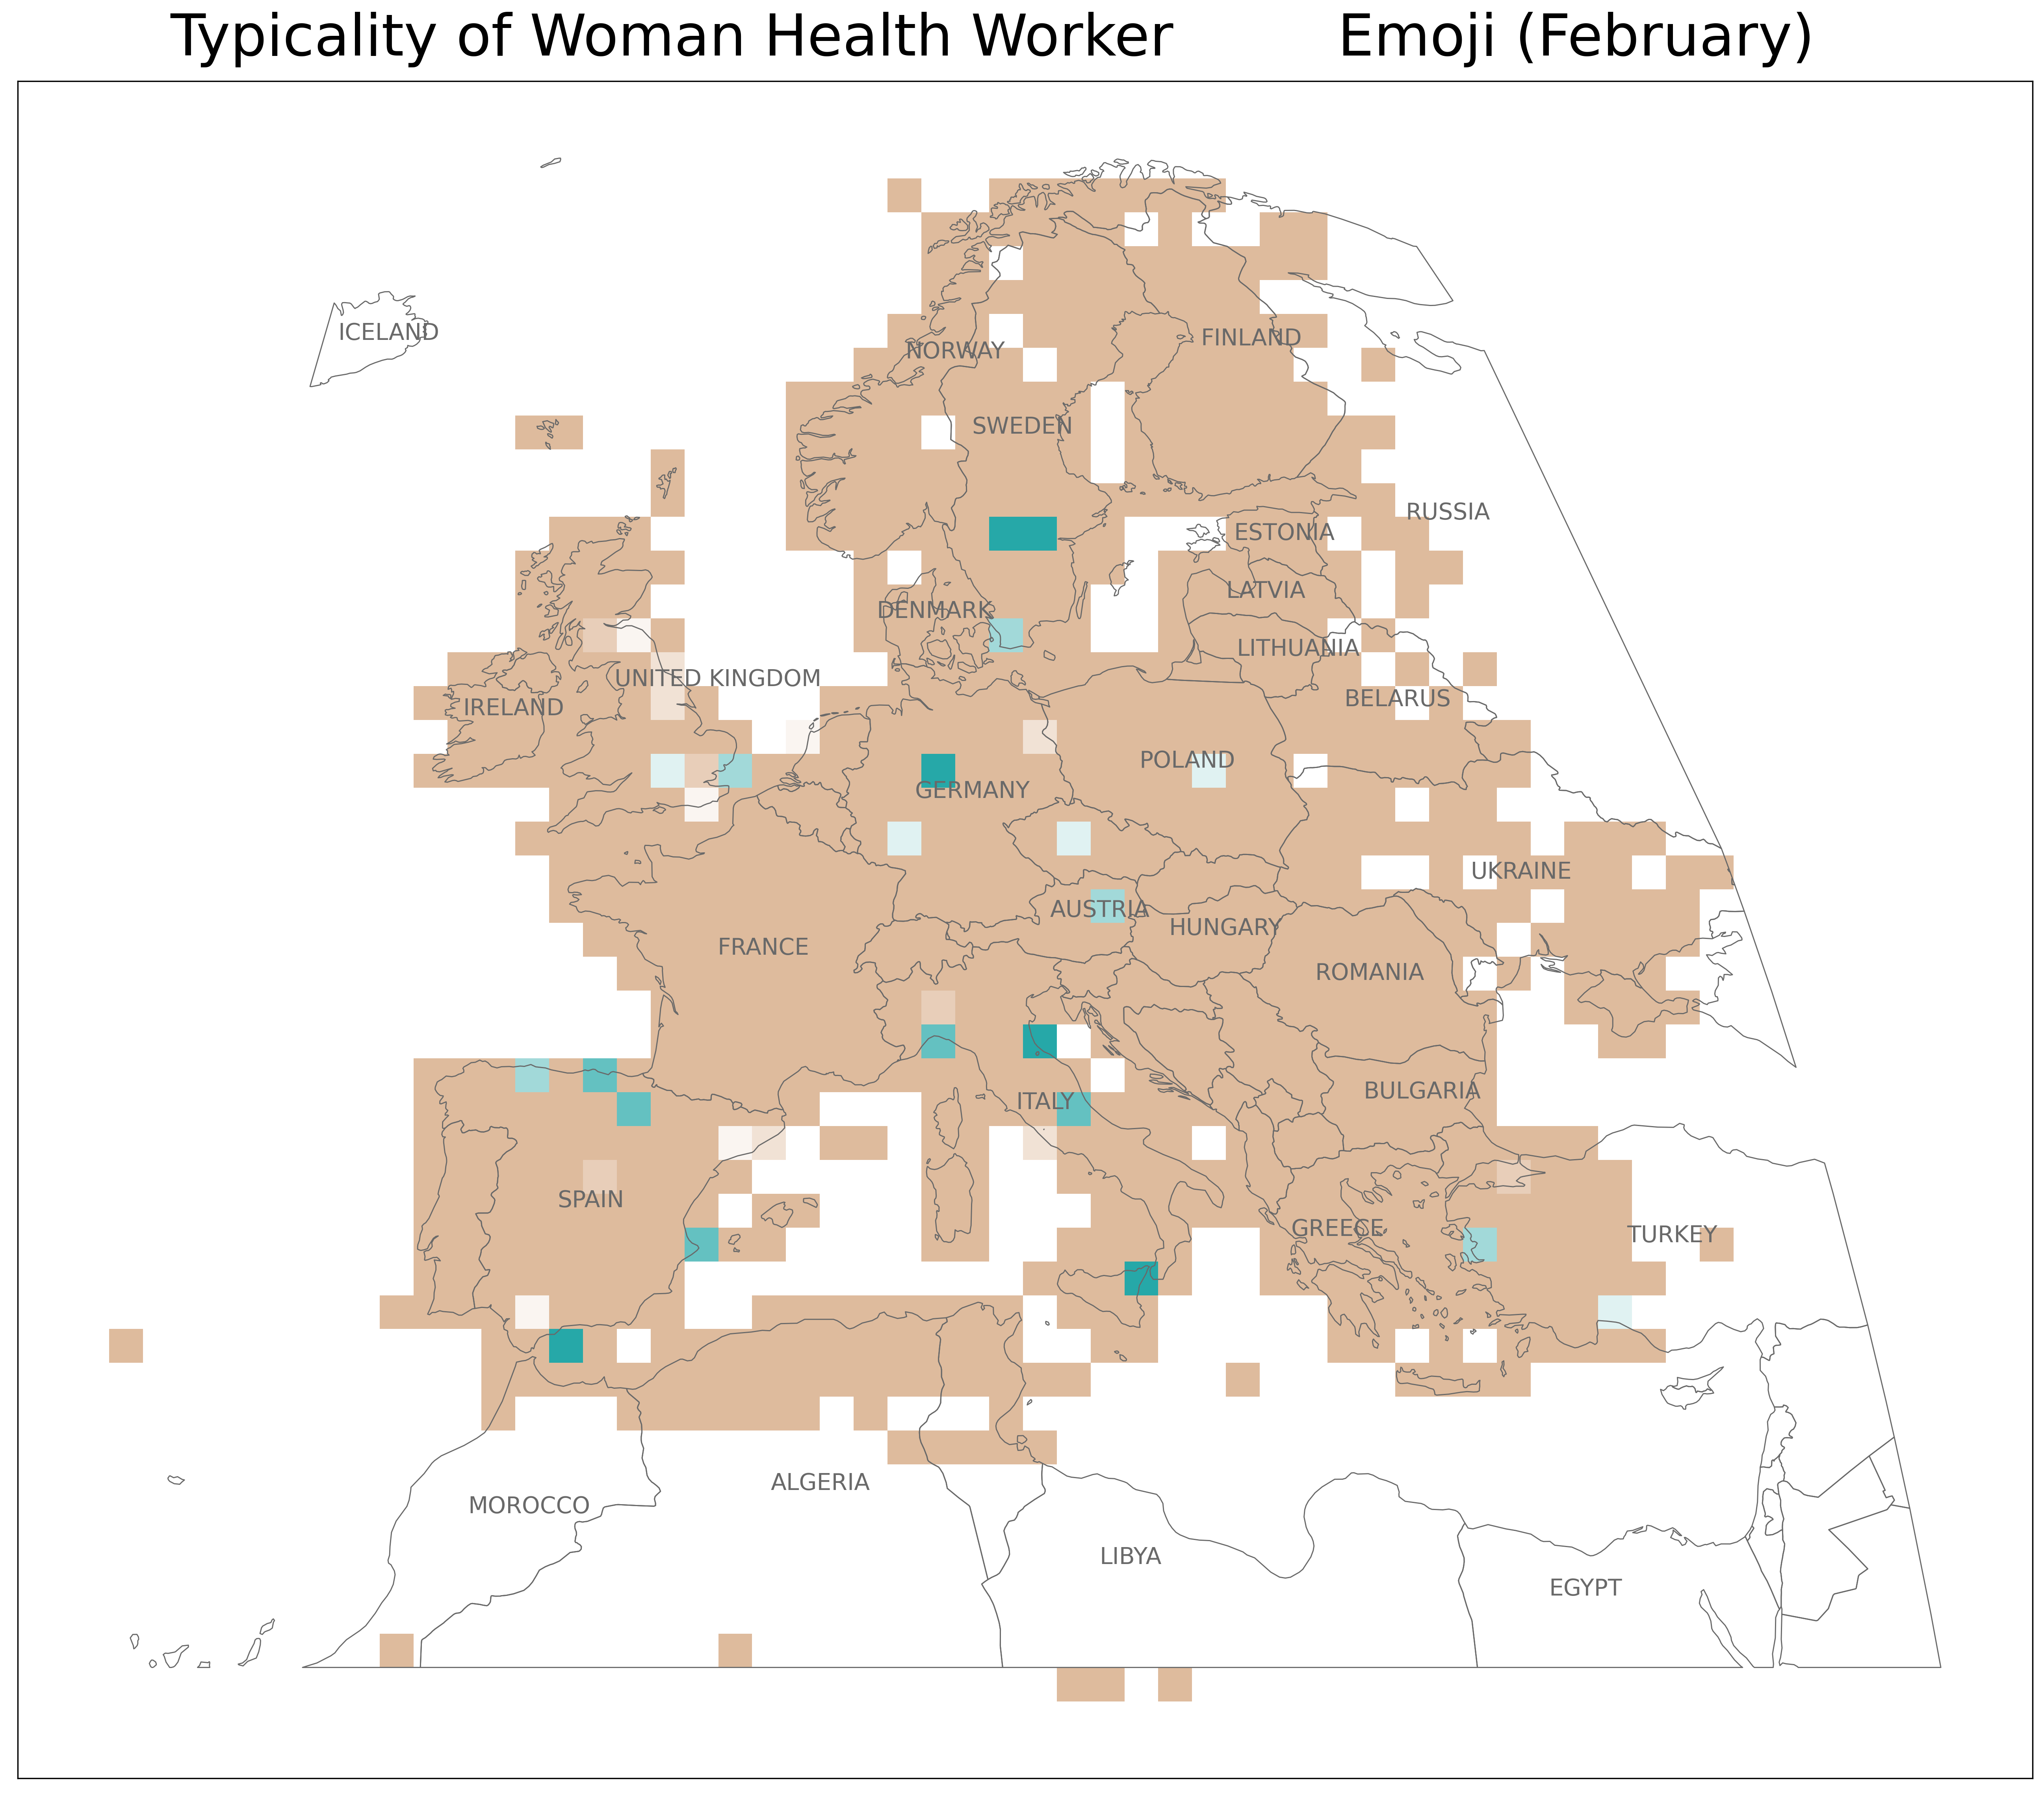 Typicality of Woman Health Worker Emoji (February)
ICELAND
NORWAY
FINLAND
SWEDEN
RUSSIA
ESTONIA
LATVIA
DENMARK
LITHUANIA
UNITED KINGDOM
BELARUS
IRELAND
POLAND
GERMANY
UKRAINE
AUSTRIA
HUNGARY
FRANCE
ROMANIA
BULGARIA
ITALY
SPAIN
GREECE
TURKEY
ALGERIA
MOROCCO
LIBYA
EGYPT